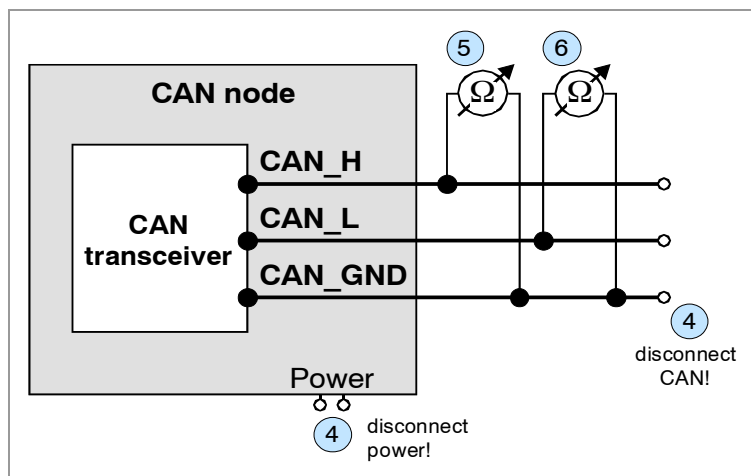 5
6
Ω
Ω
CAN node
CAN_H
CAN
transceiver
CAN_L
CAN_GND
4
disconnect
CAN!
Power
4
disconnect
power!